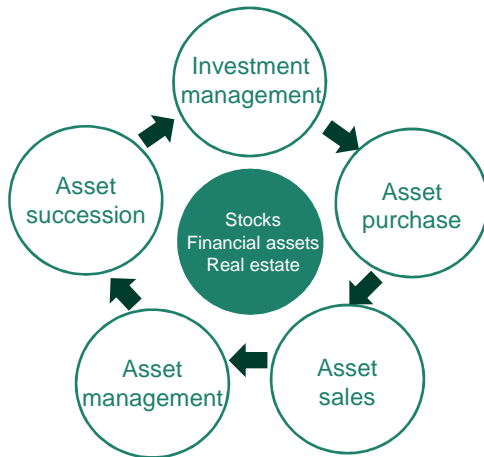 Investment
management
Asset
purchase
Asset
sales
Asset
management
Asset
succession
Stocks
Financial assets
Real estate